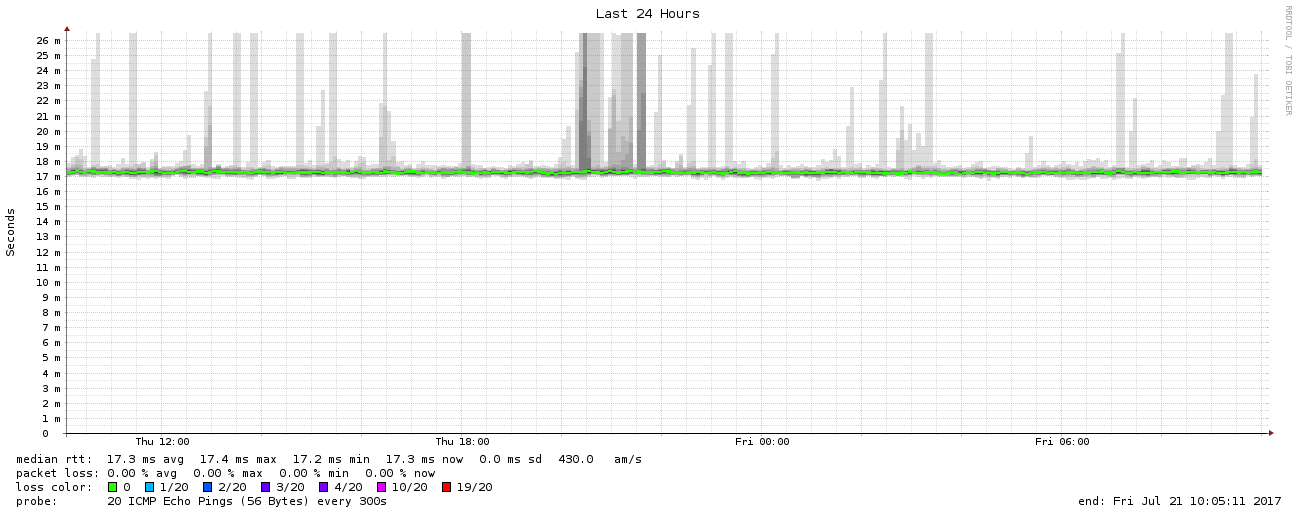 Last 24 Hours
RRDTOOL / TOBI OETIKER
Seconds
26 m
25 m
24 m
23 m
22 m
21 m
20 m
19 m
18 m
17 m
16 m
15 m
14 m
13 m
12 m
11 m
10 m
9 m
8 m
7 m
6 m
5 m
4 m
3 m
2 m
1 m
0
Thu 12:00 Thu 18:00 Fri 00:00 Fri 06:00
median rtt: 17.3 ms avg 17.4 ms max 17.2 ms min 17.3 ms now 0.0 ms sd 430.0 am/s
packet loss: 0.00 % avg 0.00 % max 0.00 % min 0.00 % now
loss color: 0 1/20 2/20 3/20 4/20 10/20 19/20
probe: 20 ICMP Echo Pings (56 Bytes) every 300s end: Fri Jul 21 10:05:11 2017